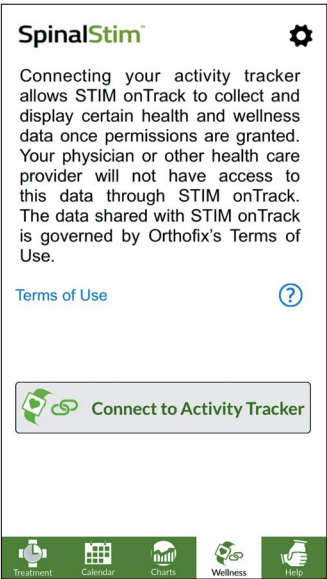 SpinalStim™
Connecting your activity tracker
allows STIM onTrack to collect and
display certain health and wellness
data once permissions are granted.
Your physician or other health care
provider will not have access to
this data through STIM onTrack.
The data shared with STIM onTrack
is governed by Orthofix's Terms of
Use.
Terms of Use
?
Connect to Activity Tracker
Treatment Calendar Charts Wellness Help